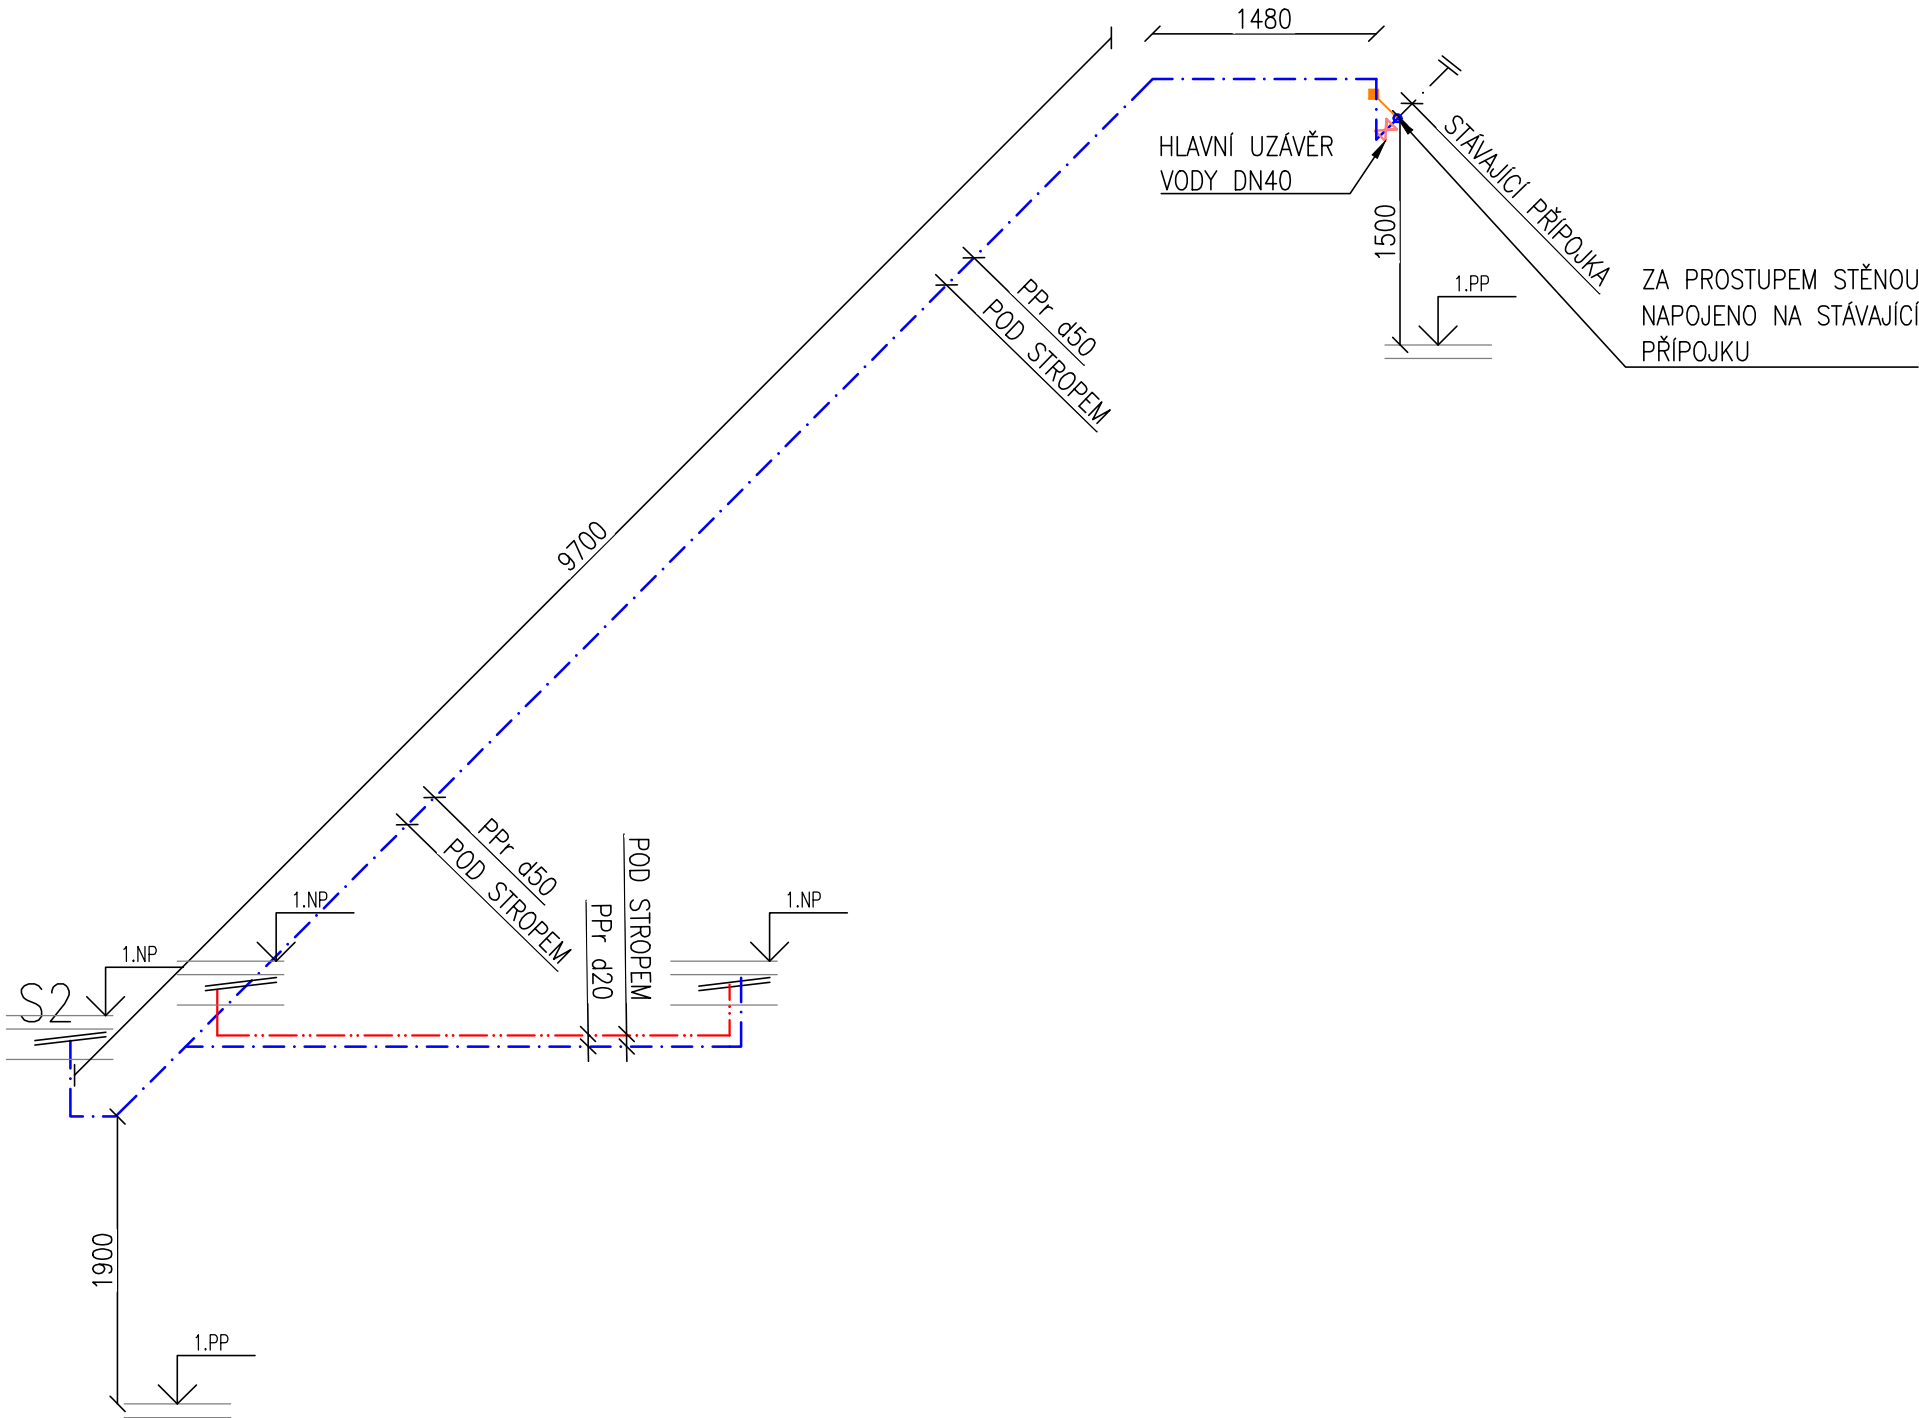 1480
HLAVNÍ UZÁVĚR
VODY DN40
STÁVAJÍCÍ PŘÍPOJKA
1500
1.PP
ZA PROSTUPEM STĚNOU
NAPOJENO NA STÁVAJÍCÍ
PŘÍPOJKU
PPr d50
POD STROPEM
9700
PPr d50
POD STROPEM
POD STROPEM
PPr d20
1.NP
1.NP
1.NP
S2
1900
1.PP